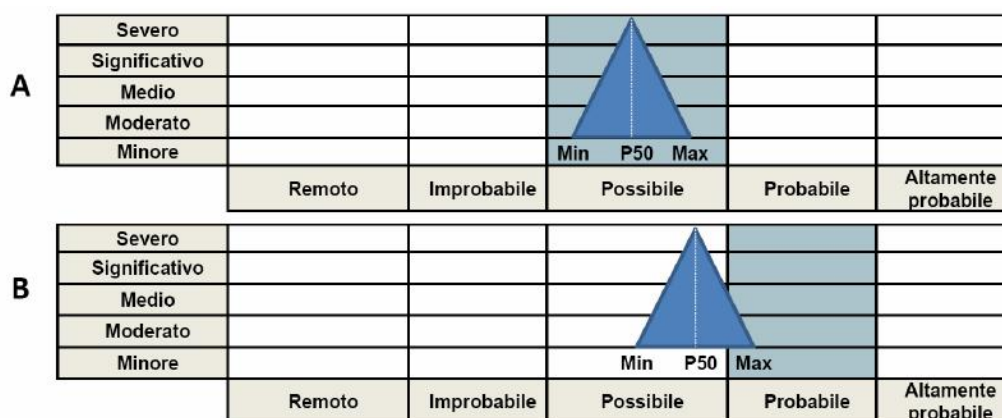 A
Severo
Significativo
Medio
Moderato
Minore
Min P50 Max
Remoto Improbabile Possibile Probabile Altamente
probabile
B
Severo
Significativo
Medio
Moderato
Minore
Min P50 Max
Remoto Improbabile Possibile Probabile Altamente
probabile